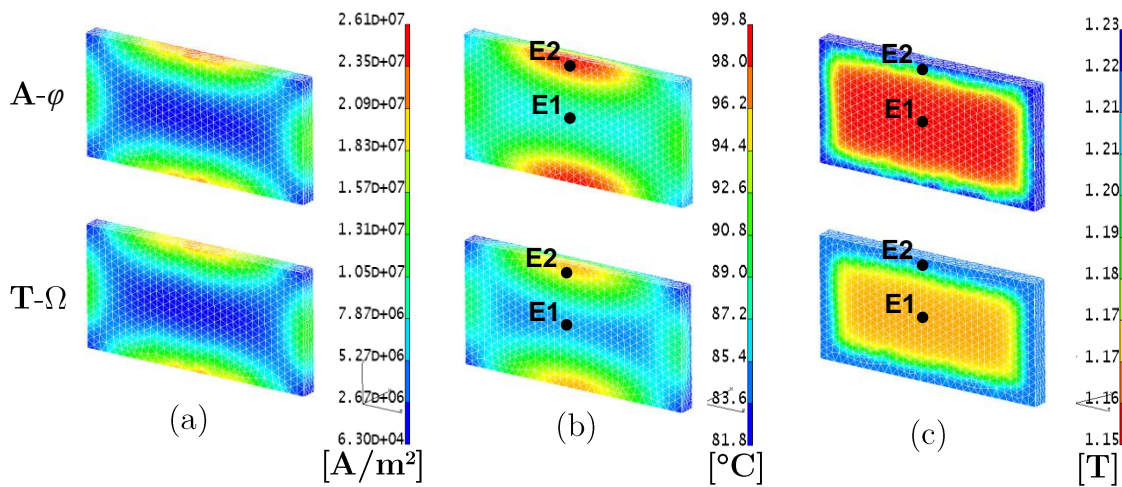 2.61D+07
2.35D+07
2.09D+07
1.83D+07
1.57D+07
1.31D+07
1.05D+07
7.87D+06
5.27D+06
2.67D+06
6.30D+04
[A/m²]
99.8
98.0
96.2
94.4
92.6
90.8
89.0
87.2
85.4
83.6
81.8
[°C]
1.23
1.22
1.21
1.21
1.20
1.19
1.18
1.17
1.17
1.16
1.15
[T]
A-φ
E2
E1
E2
E1
T-Ω
E2
E1
E2
E1
(a)
(b)
(c)